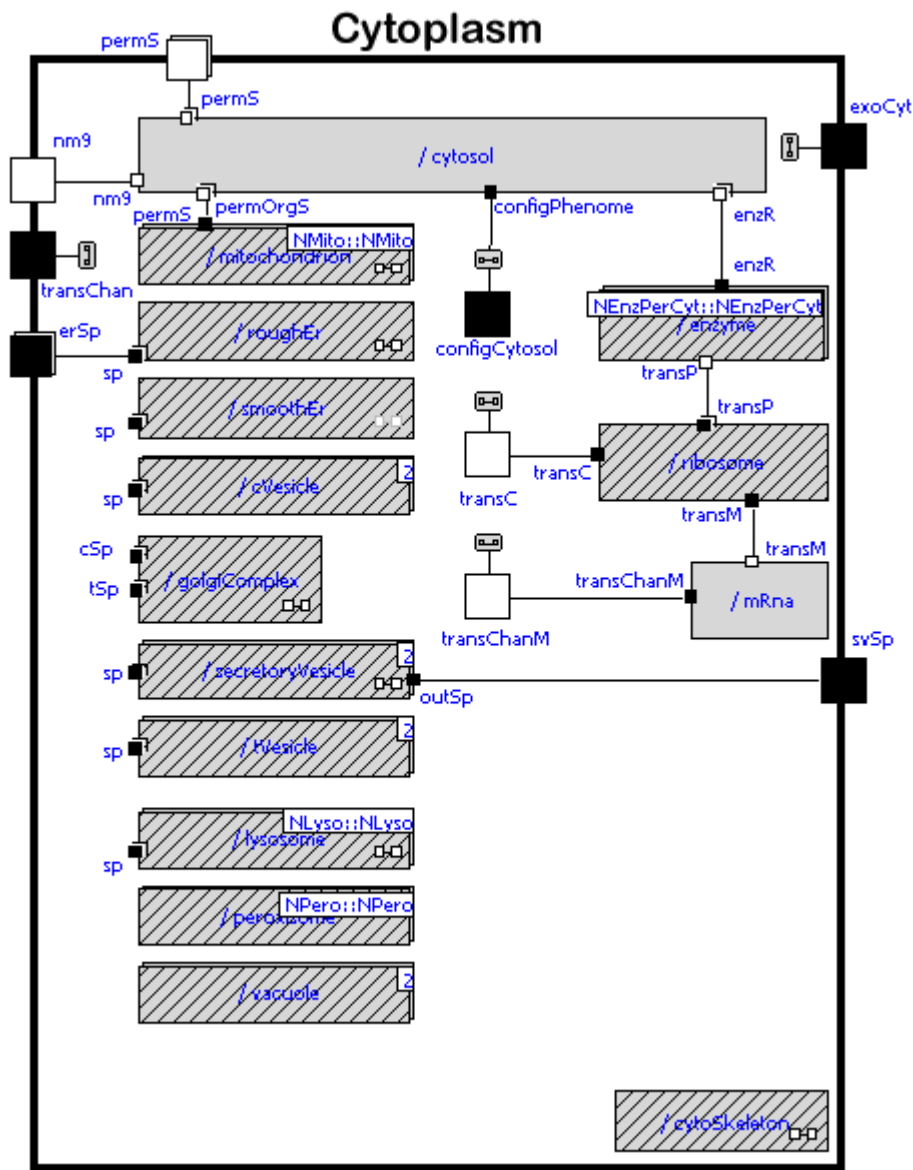 Cytoplasm
permS
permS
exoCyt
nm9
/ cytosol
nm9
permOrgS
configPhenome
enzR
permS
NMito::NMito
/ mitochondrion
enzR
transChan
NEnzPerCyt::NEnzPerCyt
/ enzyme
erSp
/ roughEr
configCytosol
sp
transP
/ smoothEr
transP
sp
/ ribosome
2
/ cVesicle
transC
transC
sp
transM
cSp
transM
tSp
/ golgiComplex
transChanM
/ mRna
transChanM
svSp
2
/ secretoryVesicle
sp
outSp
2
/ tVesicle
sp
NLyso::NLyso
/ lysosome
sp
NPero::NPero
/ peroxisome
2
/ vacuole
/ cytoSkeleton